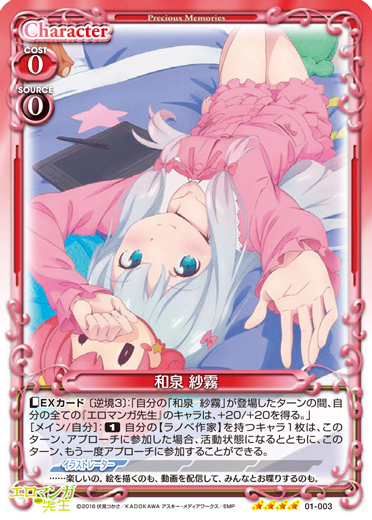 Precious Memories
Character
COST
0
SOURCE
0
和泉 紗霧
■EXカード〔逆境3〕:「自分の「和泉 紗霧」が登場したターンの間、自
分の全ての『エロマンガ先生』のキャラは、+20/+20を得る。」
[メイン/自分]:1 自分の【ラノベ作家】を持つキャラ1枚は、この
ターン、アプローチに参加した場合、活動状態になるとともに、この
ターン、もう一度アプローチに参加することができる。
イラストレーター
……楽しいの。絵を描くのも、動画を配信して、みんなとお喋りするのも。
エロマンガ先生
©2016 伏見つかさ/KADOKAWA アスキー・メディアワークス/EMP
01-003